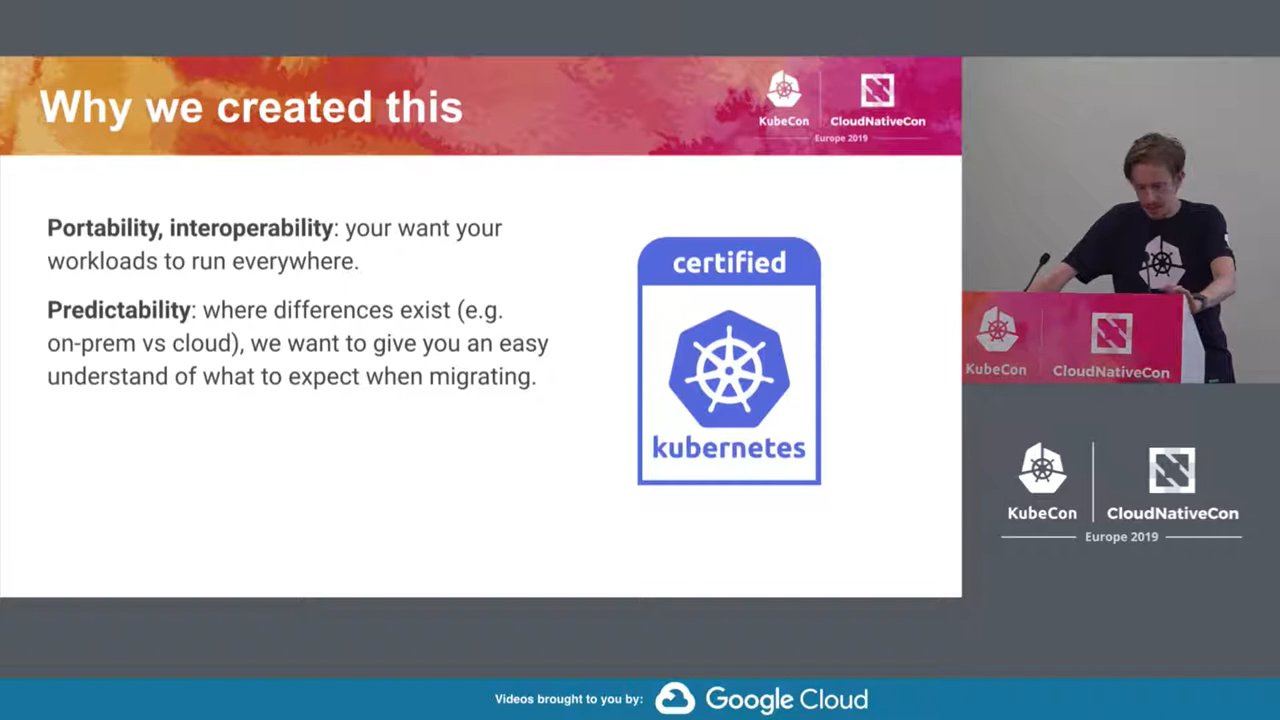 Why we created this
KubeCon
CloudNativeCon
Europe 2019
Portability, interoperability: your want your
workloads to run everywhere.
Predictability: where differences exist (e.g.
on-prem vs cloud), we want to give you an easy
understand of what to expect when migrating.
certified
kubernetes
KubeCon
CloudNativeCon
KubeCon
CloudNativeCon
Europe 2019
Videos brought to you by:
Google Cloud